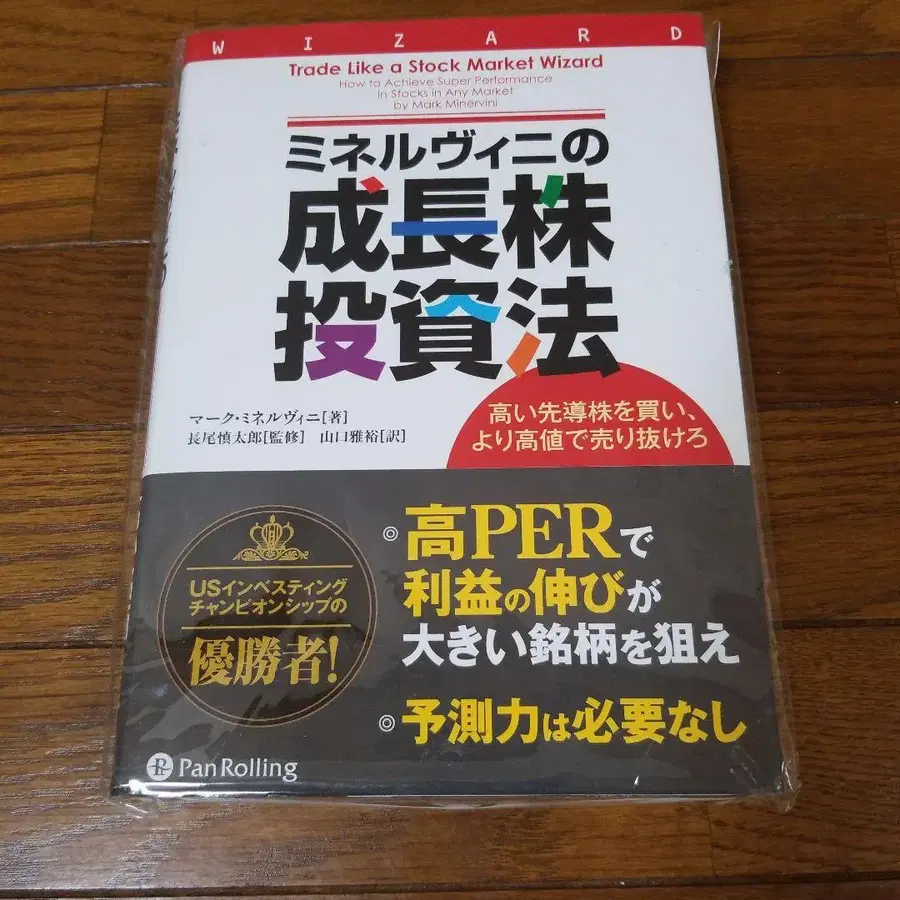 WIZARD
Trade Like a Stock Market Wizard
How to Achieve Super Performance
in Stocks in Any Market
by Mark Minervini
ミネルヴィニの
成長株
投資法
マーク・ミネルヴィニ[著]
長尾慎太郎[監修] 山口雅裕[訳]
高い先導株を買い、
より高値で売り抜けろ
USインベスティング
チャンピオンシップの
優勝者!
◎高PERで
利益の伸びが
大きい銘柄を狙え
◎予測力は必要なし
PanRolling